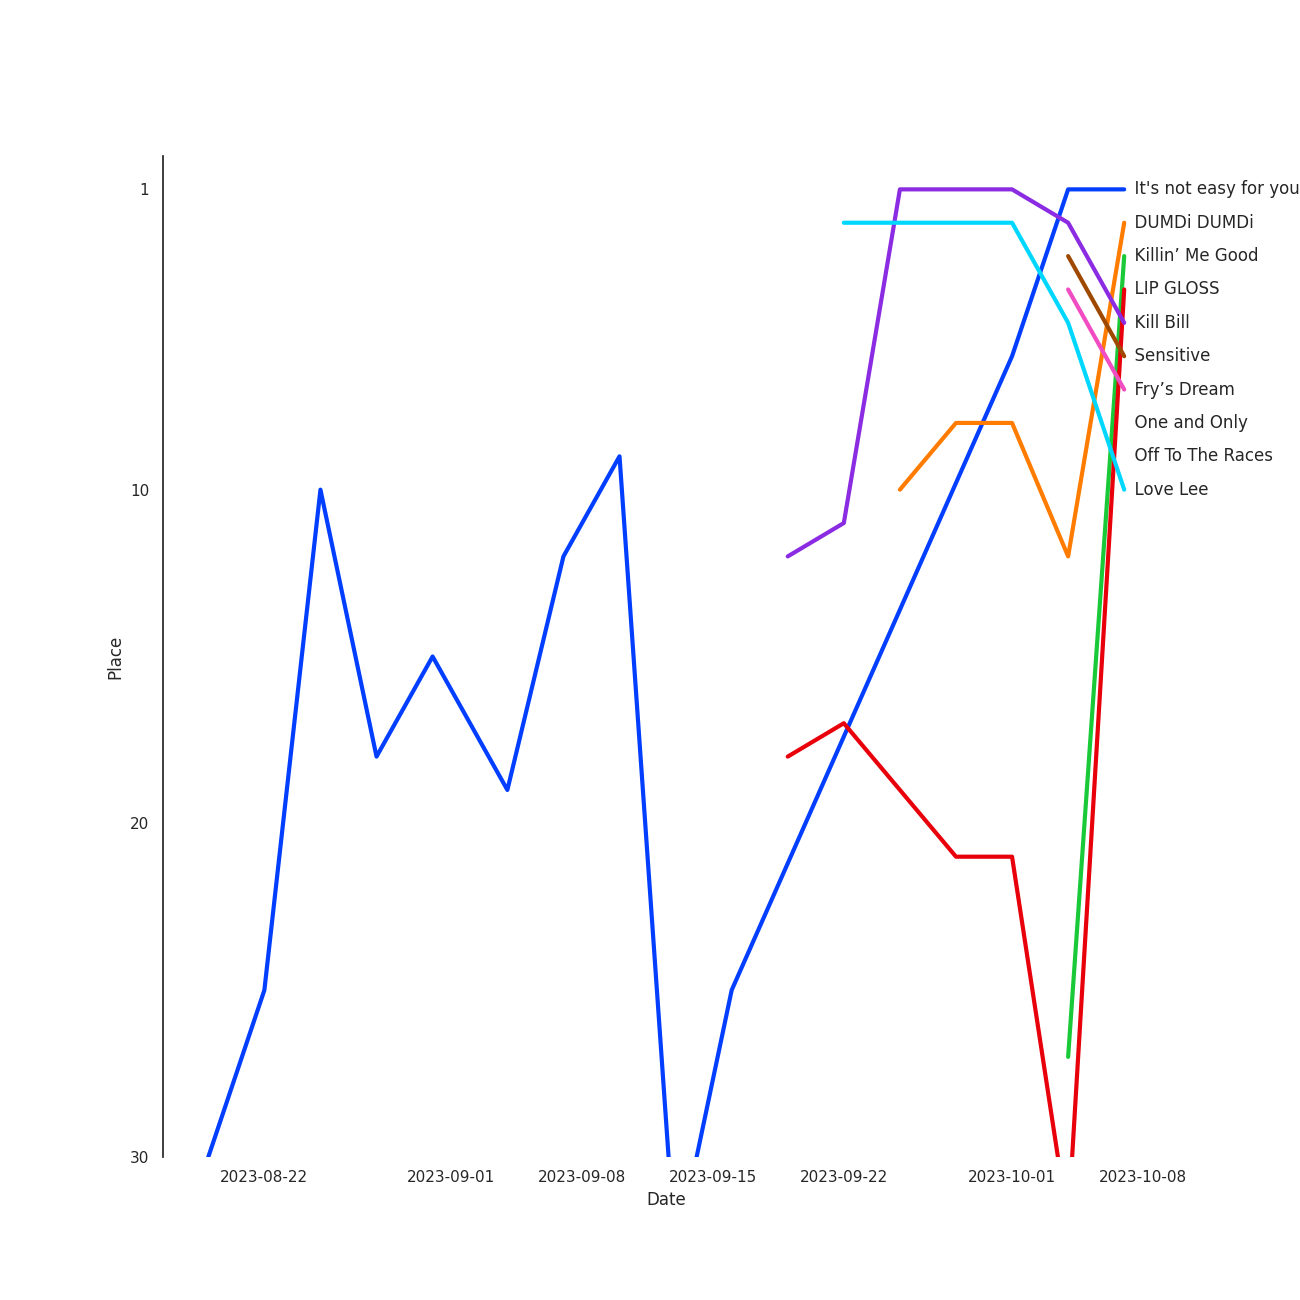 1
10
20
30
Place
2023-08-22
2023-09-01
2023-09-08
2023-09-15
2023-09-22
2023-10-01
2023-10-08
Date
It's not easy for you
DUMDi DUMDi
Killin’ Me Good
LIP GLOSS
Kill Bill
Sensitive
Fry’s Dream
One and Only
Off To The Races
Love Lee